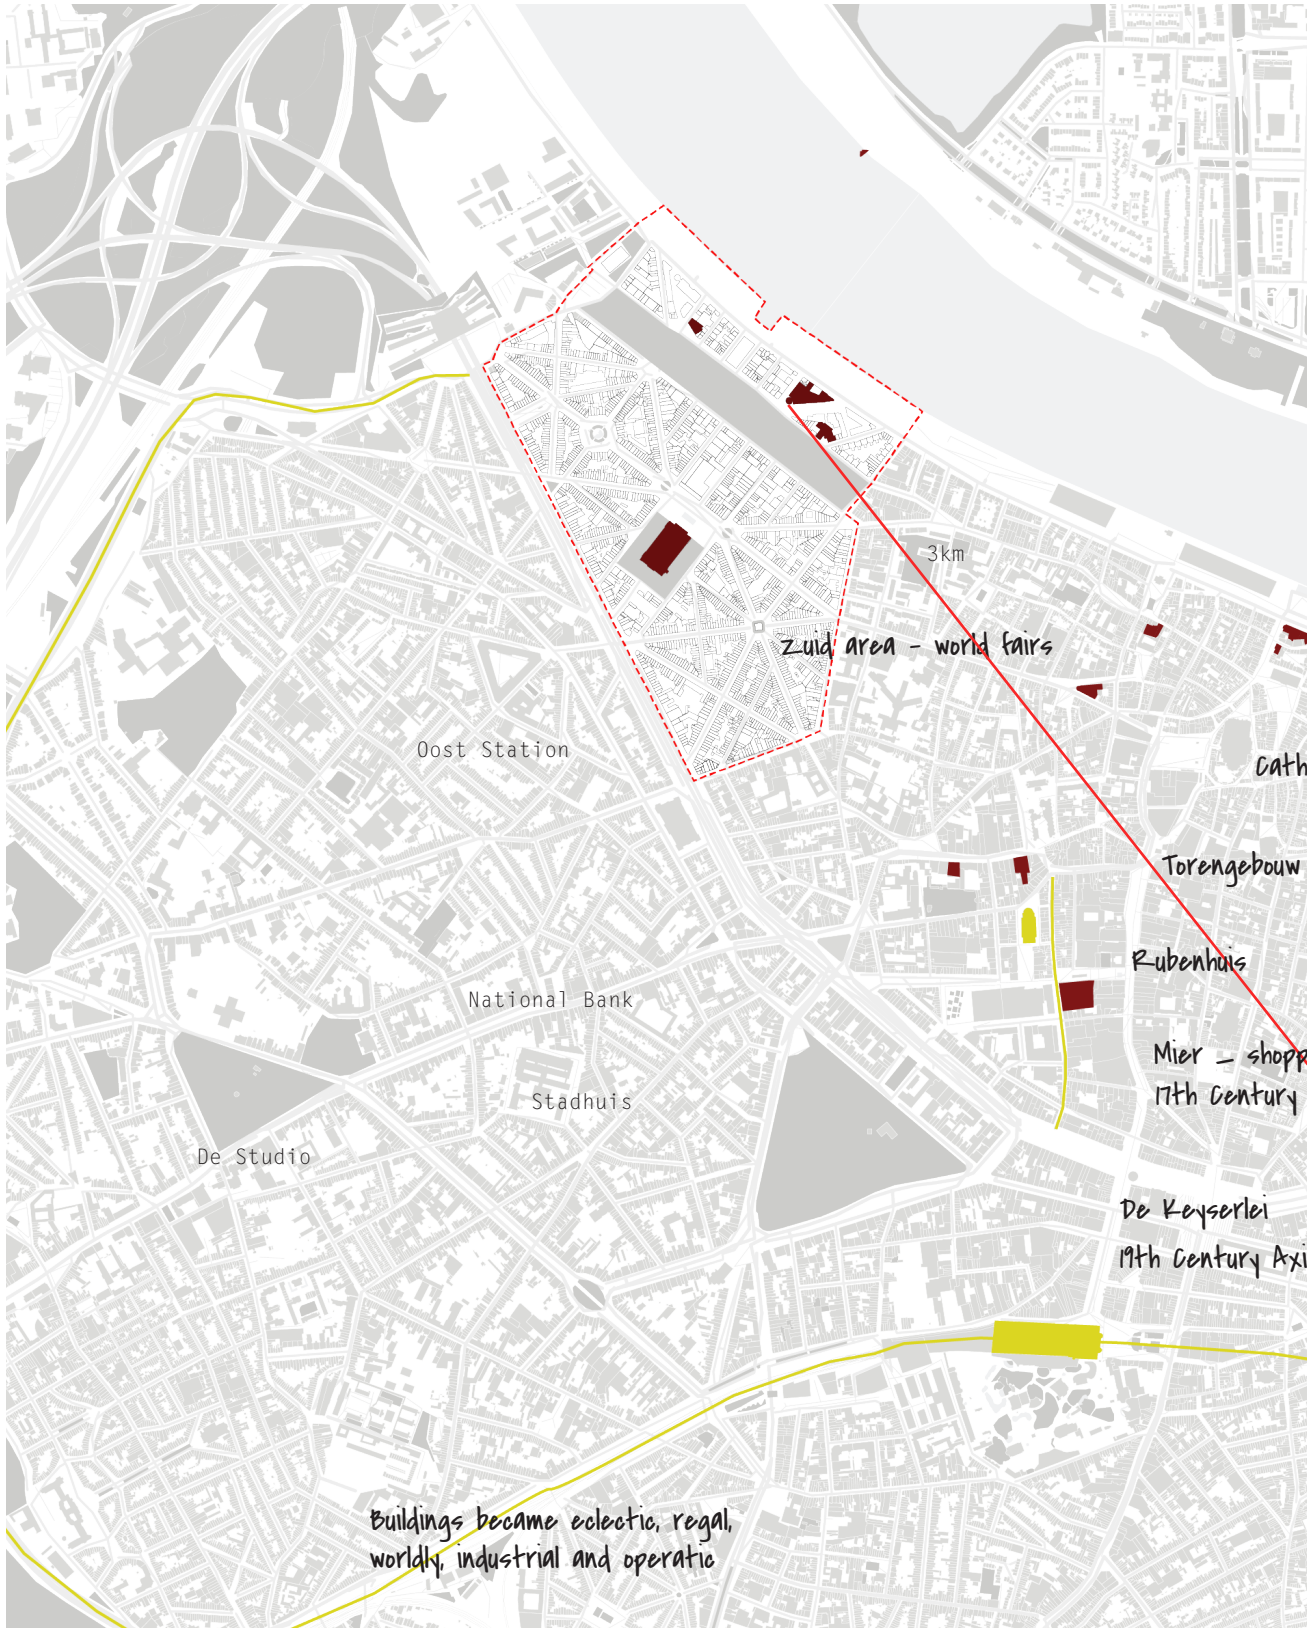 3km
Zuid area - world fairs
Oost Station
Cath
Torengebouw
Rubenhuis
National Bank
Mier – shopp
17th Century
Stadhuis
De Studio
De Keyserlei
19th Century Axi
Buildings became eclectic, regal,
worldly, industrial and operatic